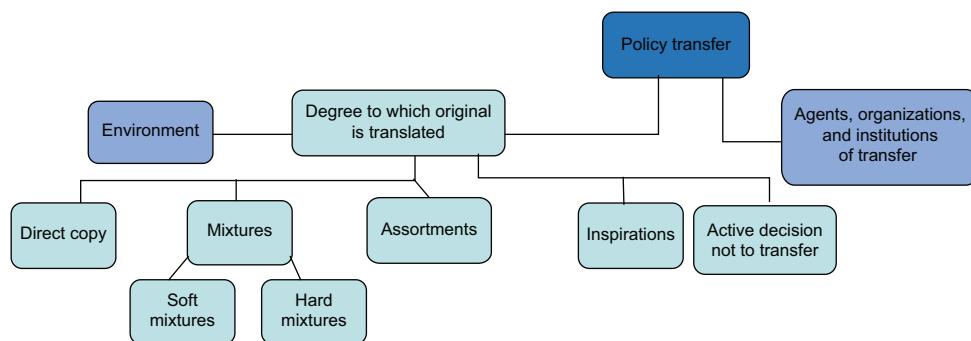 Policy transfer
Degree to which original
is translated
Environment
Agents, organizations,
and institutions
of transfer
Direct copy
Mixtures
Assortments
Inspirations
Active decision
not to transfer
Soft
mixtures
Hard
mixtures